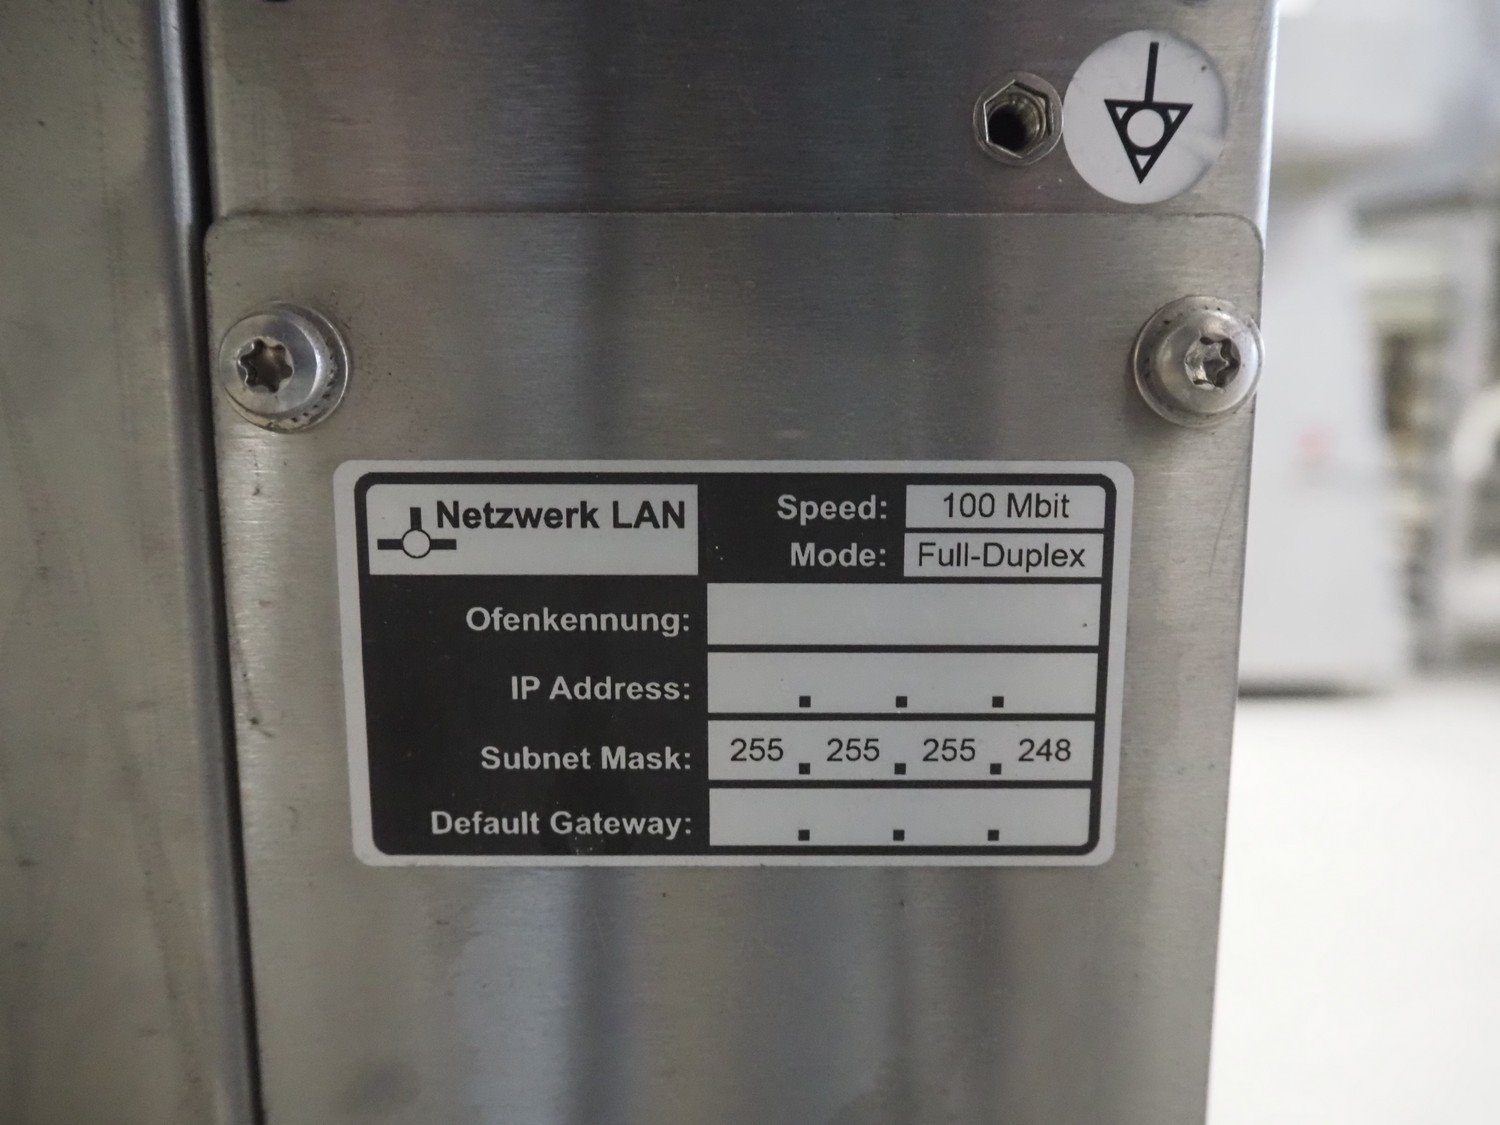 Netzwerk LAN
Speed: 100 Mbit
Mode: Full-Duplex
Ofenkennung:
IP Address: . . .
Subnet Mask: 255 . 255 . 255 . 248
Default Gateway: . . .